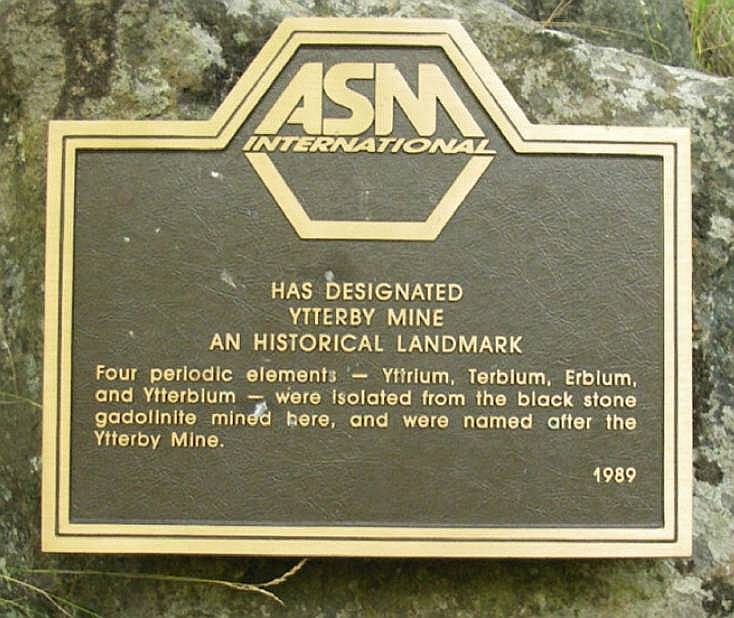 ASM
INTERNATIONAL
HAS DESIGNATED
YTTERBY MINE
AN HISTORICAL LANDMARK
Four periodic elements — Yttrium, Terbium, Erbium,
and Ytterbium — were isolated from the black stone
gadolinite mined here, and were named after the
Ytterby Mine.
1989